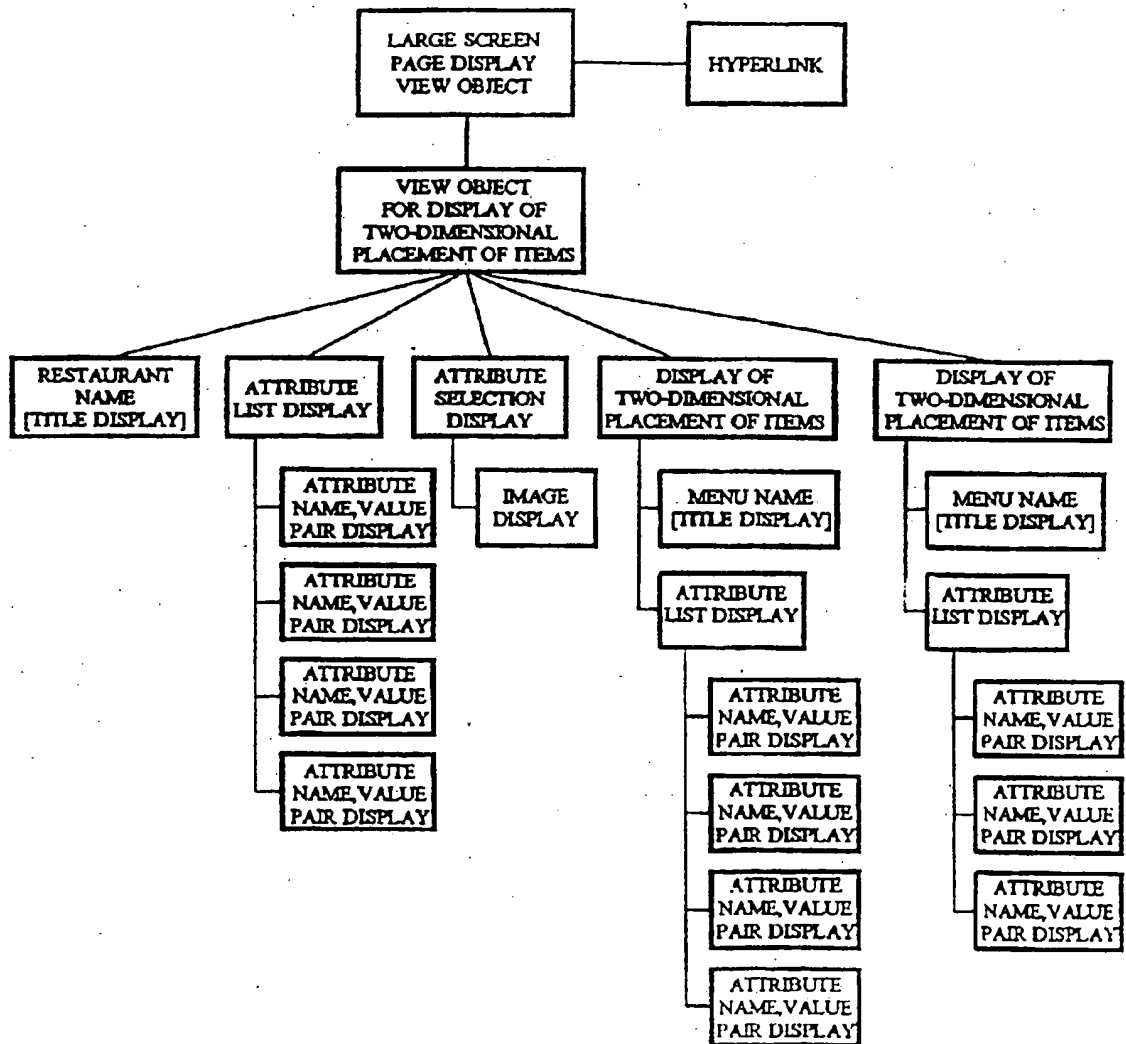 LARGE SCREEN
PAGE DISPLAY
VIEW OBJECT
HYPERLINK
VIEW OBJECT
FOR DISPLAY OF
TWO-DIMENSIONAL
PLACEMENT OF ITEMS
RESTAURANT
NAME
[TITLE DISPLAY]
ATTRIBUTE
LIST DISPLAY
ATTRIBUTE
SELECTION
DISPLAY
DISPLAY OF
TWO-DIMENSIONAL
PLACEMENT OF ITEMS
DISPLAY OF
TWO-DIMENSIONAL
PLACEMENT OF ITEMS
ATTRIBUTE
NAME,VALUE
PAIR DISPLAY
ATTRIBUTE
NAME,VALUE
PAIR DISPLAY
ATTRIBUTE
NAME,VALUE
PAIR DISPLAY
ATTRIBUTE
NAME,VALUE
PAIR DISPLAY
IMAGE
DISPLAY
MENU NAME
[TITLE DISPLAY]
ATTRIBUTE
LIST DISPLAY
ATTRIBUTE
NAME,VALUE
PAIR DISPLAY
ATTRIBUTE
NAME,VALUE
PAIR DISPLAY
ATTRIBUTE
NAME,VALUE
PAIR DISPLAY
ATTRIBUTE
NAME,VALUE
PAIR DISPLAY
MENU NAME
[TITLE DISPLAY]
ATTRIBUTE
LIST DISPLAY
ATTRIBUTE
NAME,VALUE
PAIR DISPLAY
ATTRIBUTE
NAME,VALUE
PAIR DISPLAY
ATTRIBUTE
NAME,VALUE
PAIR DISPLAY